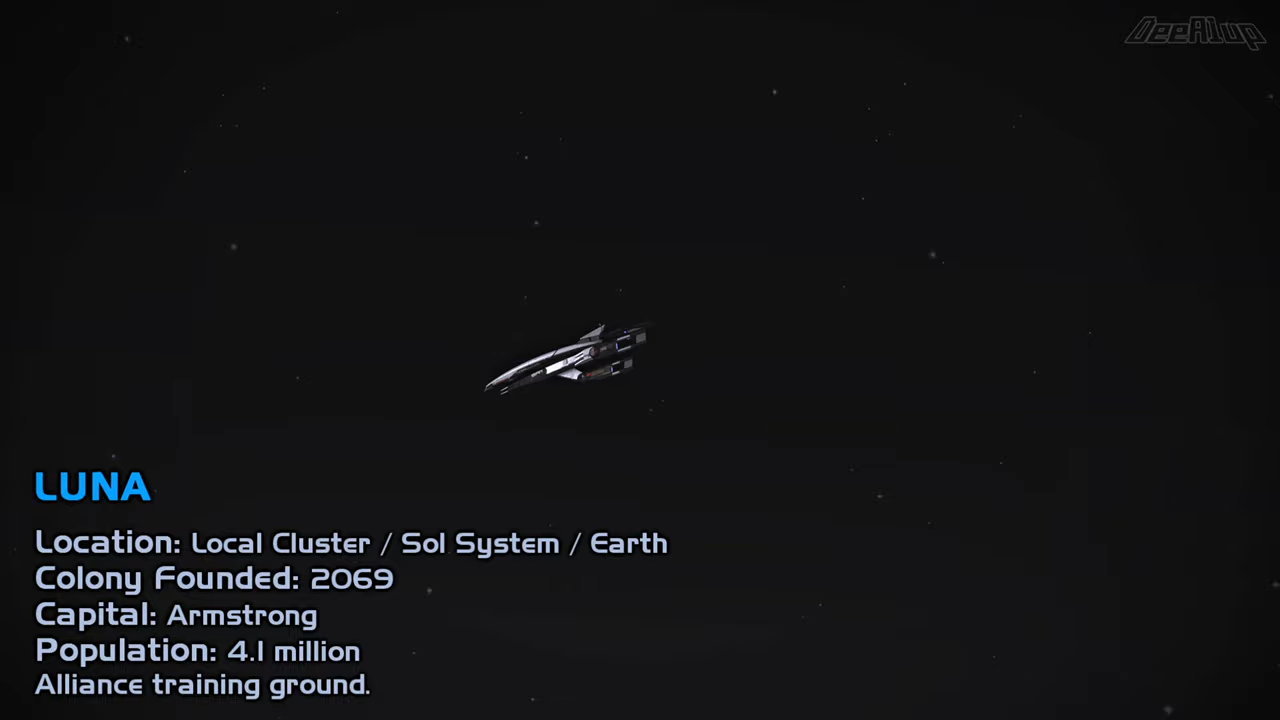 DeeA1up
LUNA
Location: Local Cluster / Sol System / Earth
Colony Founded: 2069
Capital: Armstrong
Population: 4.1 million
Alliance training ground.